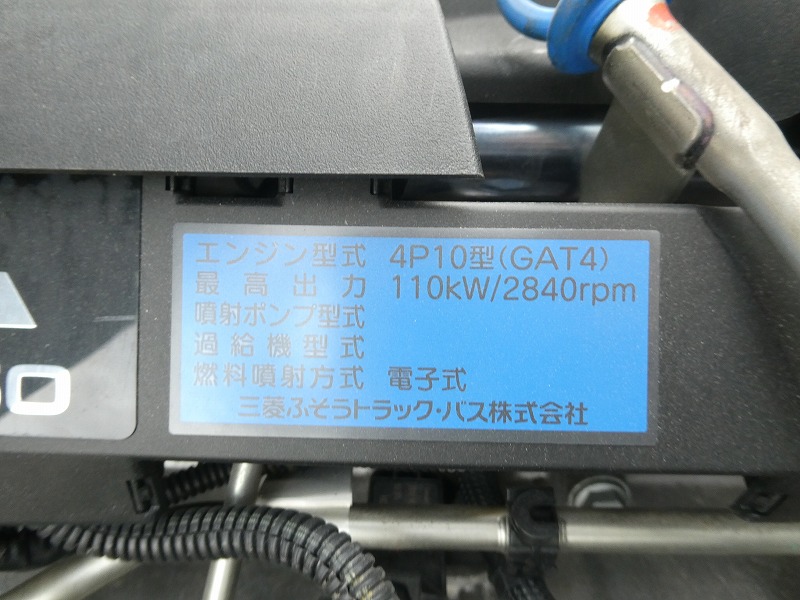 エンジン型式 4P10型(GAT4)
最高出力 110kW/2840rpm
噴射ポンプ型式
過給機型式
燃料噴射方式 電子式
三菱ふそうトラック・バス株式会社